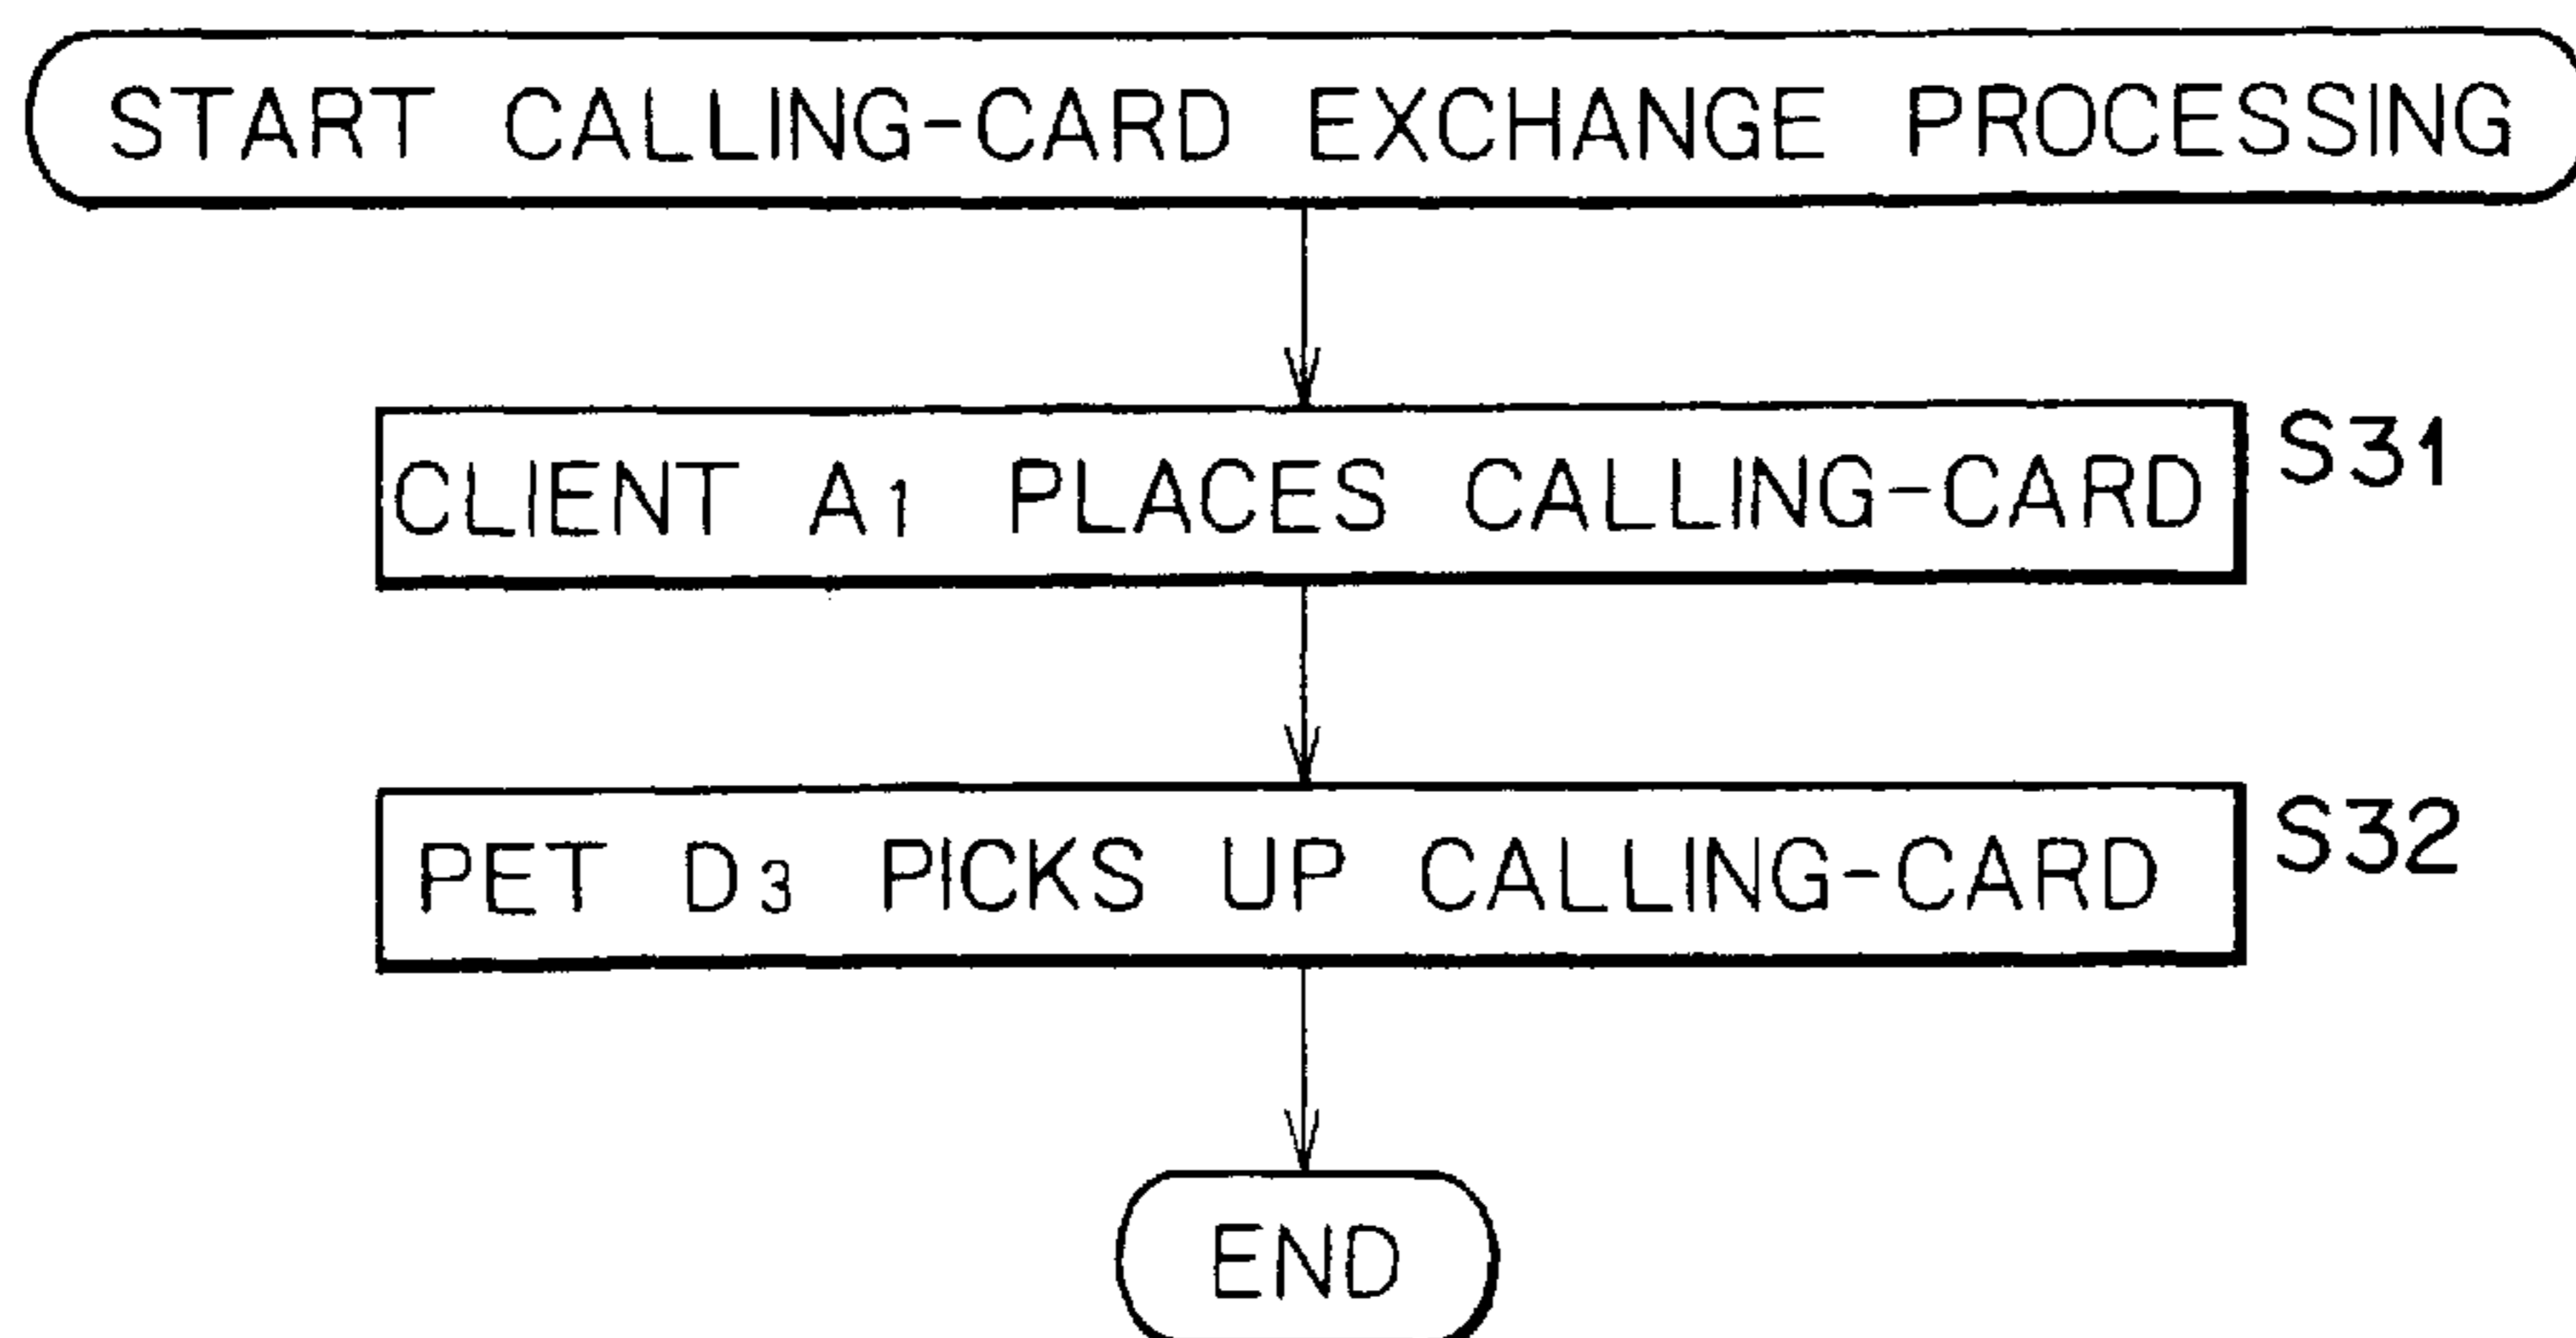 START CALLING-CARD EXCHANGE PROCESSING
CLIENT A1 PLACES CALLING-CARD
S31
PET D3 PICKS UP CALLING-CARD
S32
END